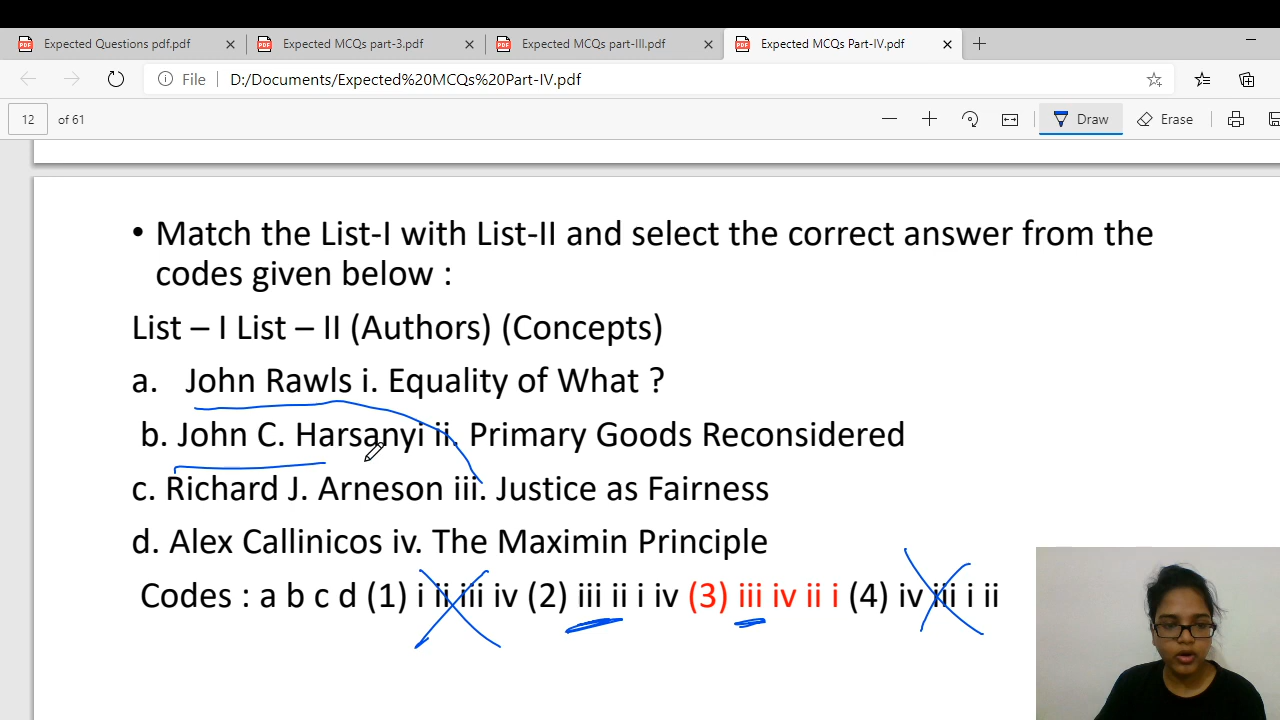 Expected Questions pdf.pdf
Expected MCQs part-3.pdf
Expected MCQs part-III.pdf
Expected MCQs Part-IV.pdf
File D:/Documents/Expected%20MCQs%20Part-IV.pdf
12 of 61 Draw Erase
• Match the List-I with List-II and select the correct answer from the
codes given below :
List – I List – II (Authors) (Concepts)
a. John Rawls i. Equality of What ?
b. John C. Harsanyi ii. Primary Goods Reconsidered
c. Richard J. Arneson iii. Justice as Fairness
d. Alex Callinicos iv. The Maximin Principle
Codes : a b c d (1) i ii iii iv (2) iii ii i iv (3) iii iv ii i (4) iv iii i ii